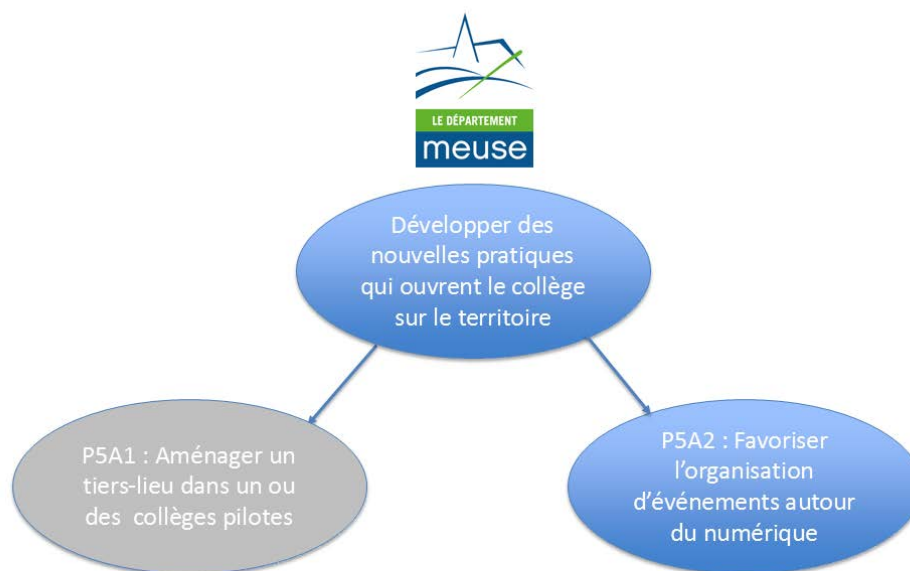 LE DÉPARTEMENT
meuse
Développer des
nouvelles pratiques
qui ouvrent le collège
sur le territoire
P5A1 : Aménager un
tiers-lieu dans un ou
des collèges pilotes
P5A2 : Favoriser
l’organisation
d’événements autour
du numérique